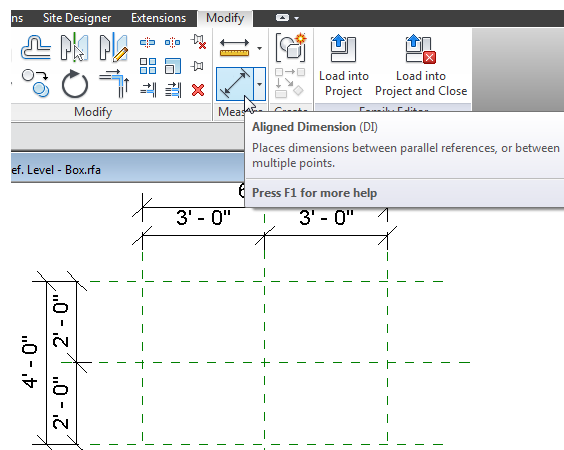 ns Site Designer Extensions Modify
Load into Project
Load into Project and Close
Modify Measure Create Family Editor
Aligned Dimension (DI)
Places dimensions between parallel references, or between
multiple points.
Press F1 for more help
ef. Level - Box.rfa
6
3' - 0" 3' - 0"
4' - 0"
2' - 0"
2' - 0"